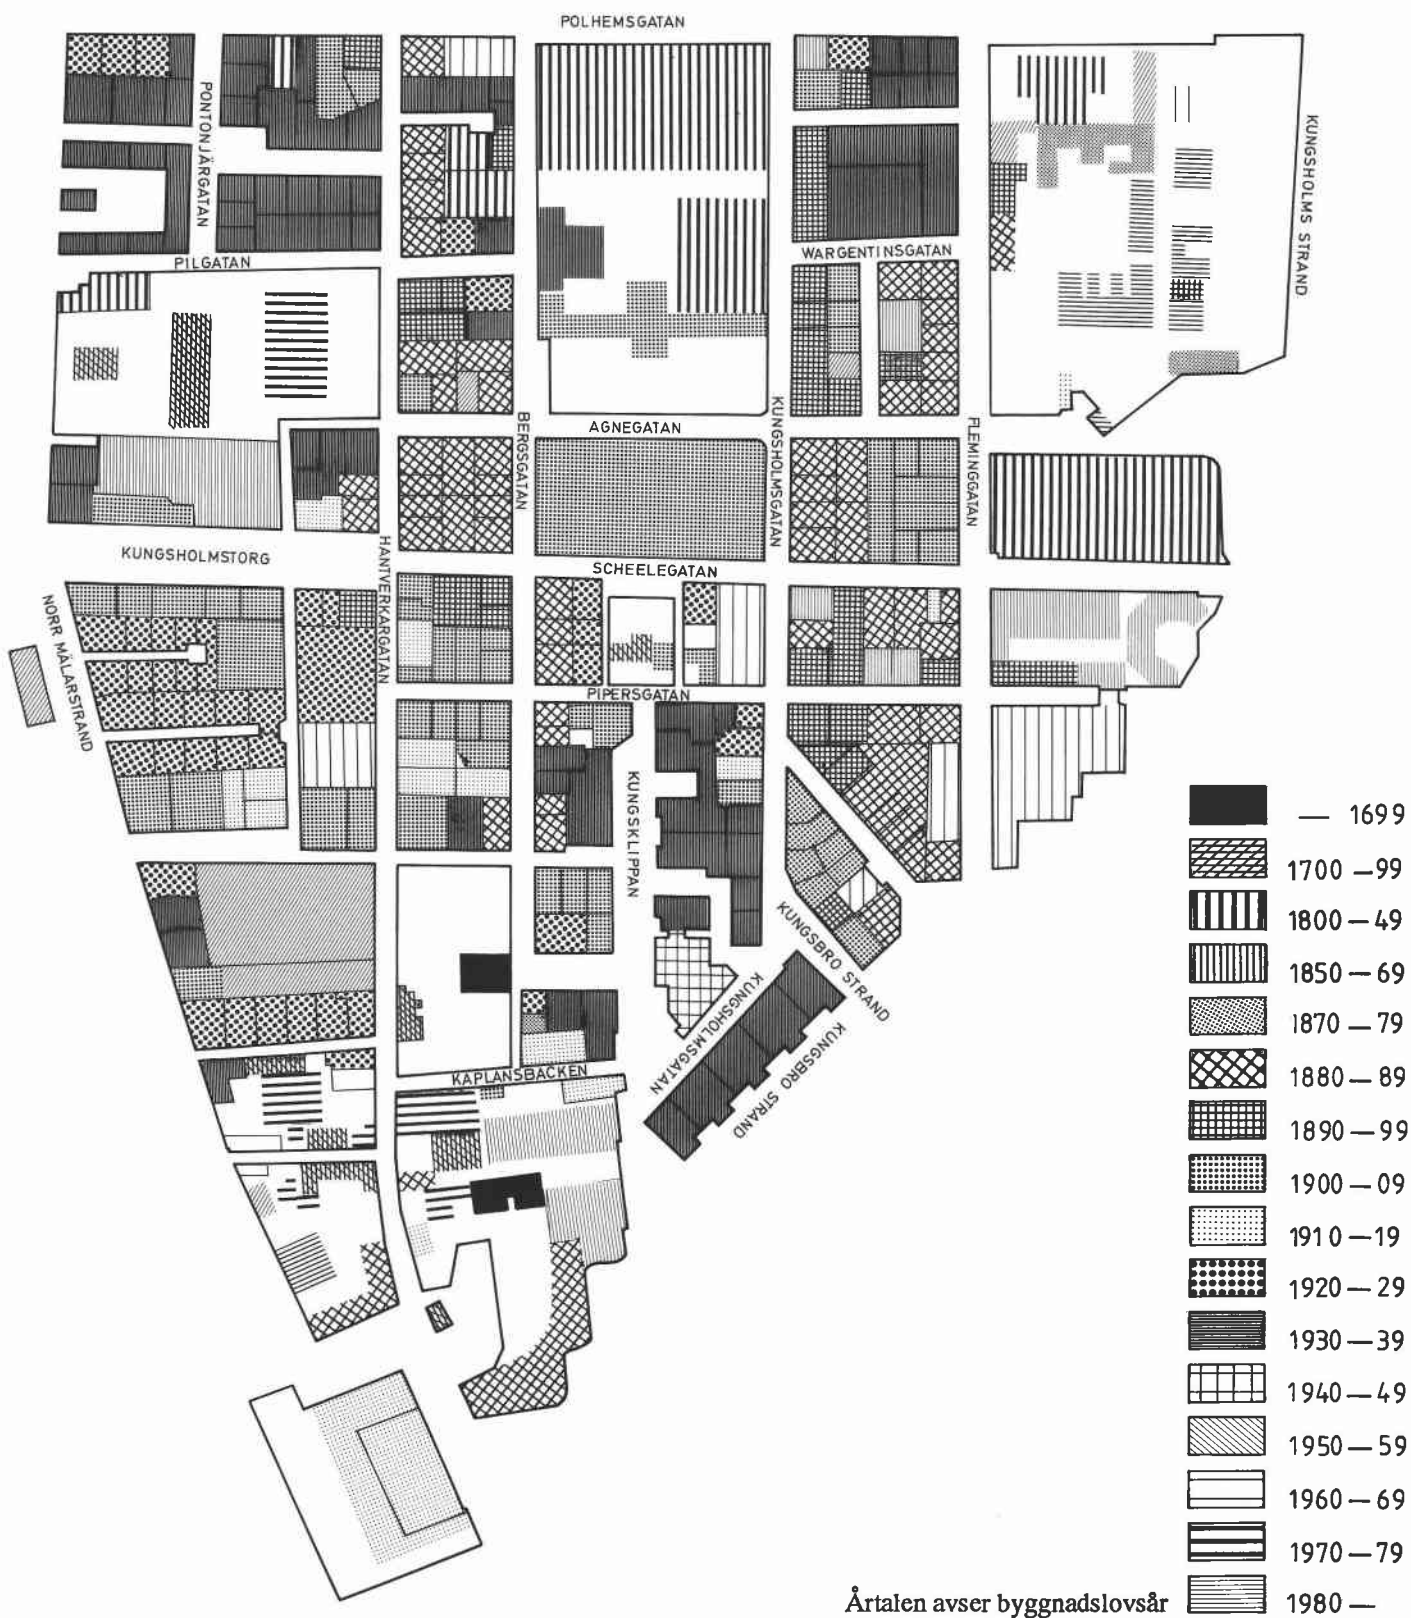 POLHEMSGATAN
PONTONJÄRGATAN
KUNGSHOLMS STRAND
PILGATAN
WARGENTINSGATAN
BERGSGATAN
AGNEGATAN
KUNGSHOLMSGATAN
FLEMINGGATAN
KUNGSHOLMSTORG
HANTVERKARGATAN
SCHEELEGATAN
NORR MÄLARSTRAND
PIPERSGATAN
KUNGSKLIPPAN
KUNGSBRO STRAND
KUNGSHOLMSGATAN
KUNGSBRO STRAND
KAPLANSBACKEN
— 1699
1700 — 99
1800 — 49
1850 — 69
1870 — 79
1880 — 89
1890 — 99
1900 — 09
1910 — 19
1920 — 29
1930 — 39
1940 — 49
1950 — 59
1960 — 69
1970 — 79
Årtalen avser byggnadslovsår
1980 —